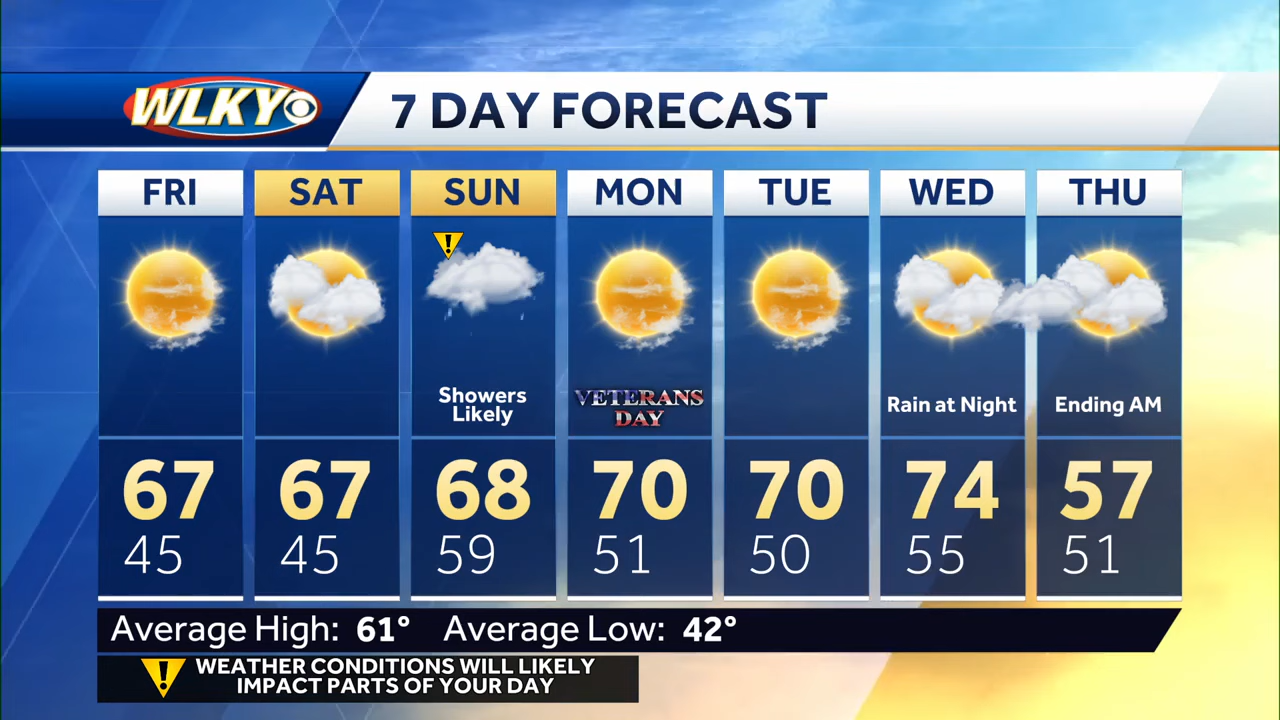 WLKY
7 DAY FORECAST
FRI
SAT
SUN
MON
TUE
WED
THU
!
Showers
Likely
VETERANS
DAY
Rain at Night
Ending AM
67
67
68
70
70
74
57
45
45
59
51
50
55
51
Average High: 61° Average Low: 42°
! WEATHER CONDITIONS WILL LIKELY
IMPACT PARTS OF YOUR DAY